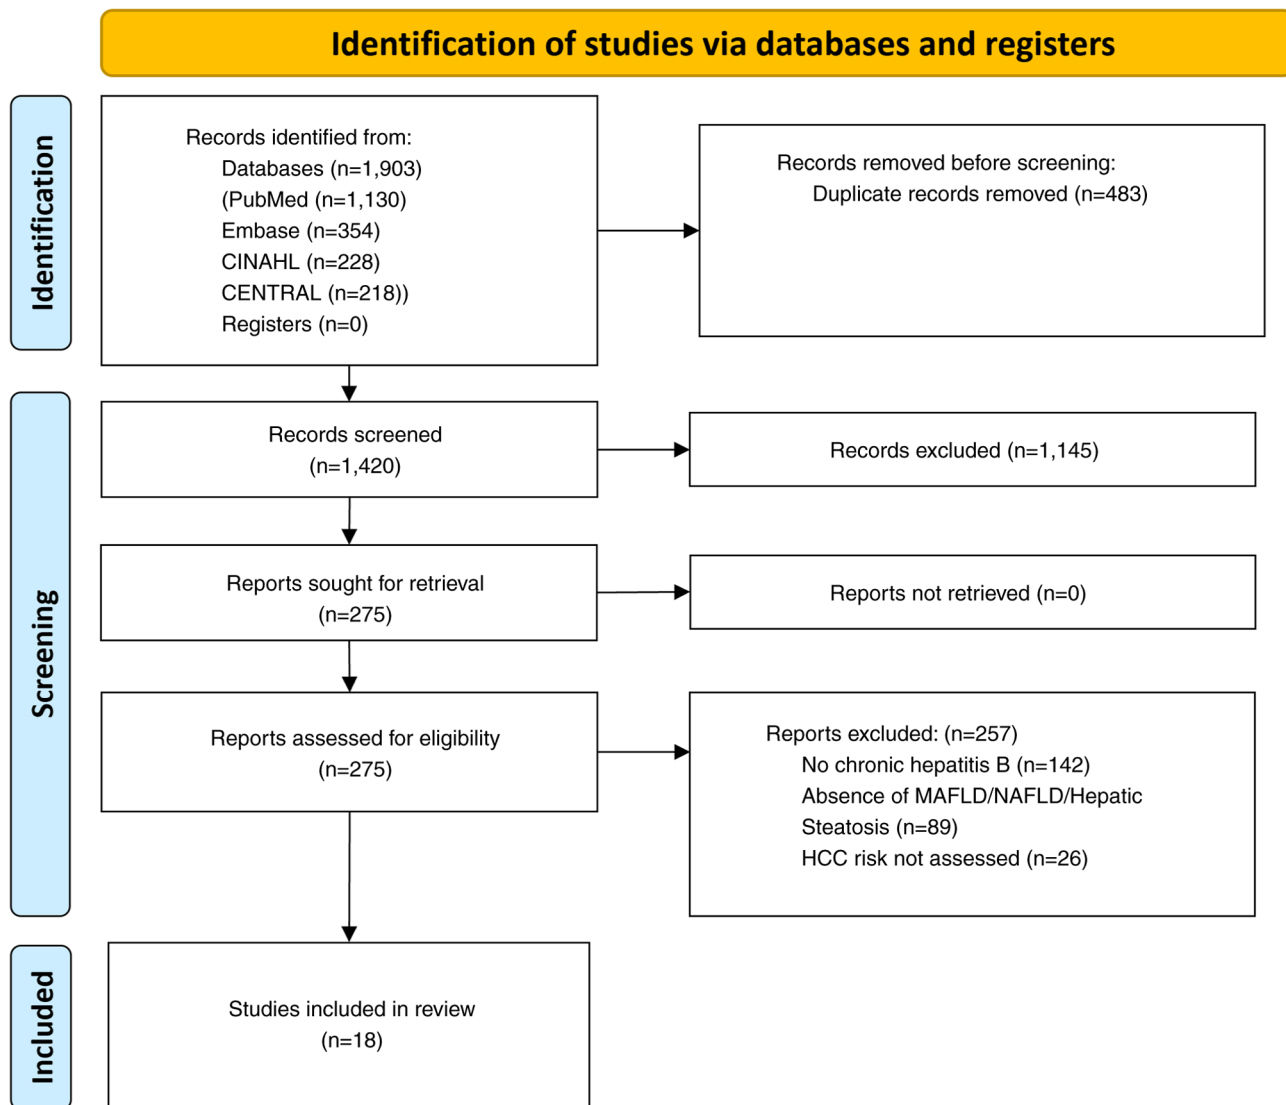 Identification of studies via databases and registers
Identification
Records identified from:
Databases (n=1,903)
(PubMed (n=1,130)
Embase (n=354)
CINAHL (n=228)
CENTRAL (n=218))
Registers (n=0)
Records removed before screening:
Duplicate records removed (n=483)
Screening
Records screened
(n=1,420)
Records excluded (n=1,145)
Reports sought for retrieval
(n=275)
Reports not retrieved (n=0)
Reports assessed for eligibility
(n=275)
Reports excluded: (n=257)
No chronic hepatitis B (n=142)
Absence of MAFLD/NAFLD/Hepatic
Steatosis (n=89)
HCC risk not assessed (n=26)
Included
Studies included in review
(n=18)